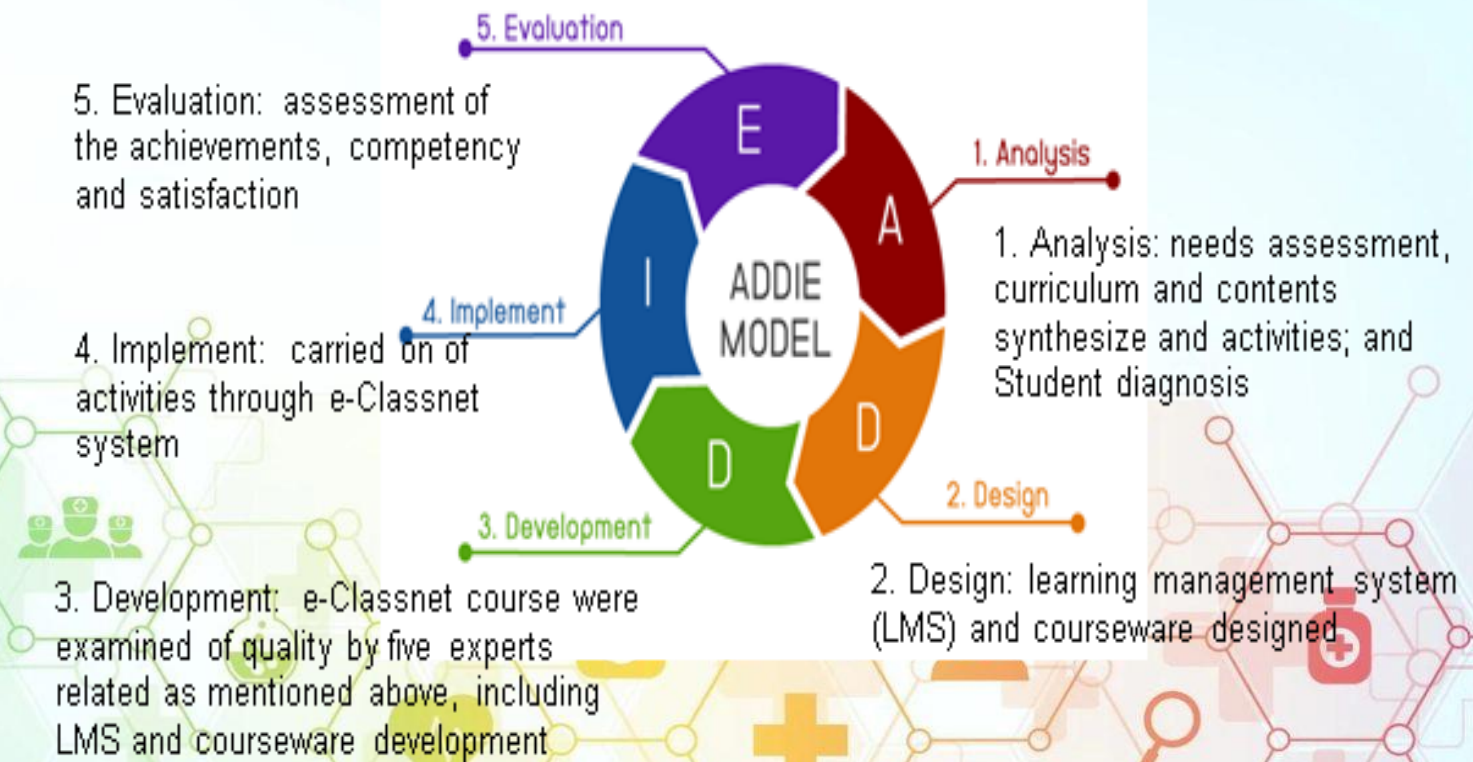 5. Evaluation
5. Evaluation: assessment of
the achievements, competency
and satisfaction
E
1. Analysis
A
1. Analysis: needs assessment,
curriculum and contents
synthesize and activities; and
Student diagnosis
I
ADDIE
MODEL
4. Implement
4. Implement: carried on of
activities through e-Classnet
system
D
D
2. Design
3. Development
2. Design: learning management system
(LMS) and courseware designed
3. Development: e-Classnet course were
examined of quality by five experts
related as mentioned above, including
LMS and courseware development